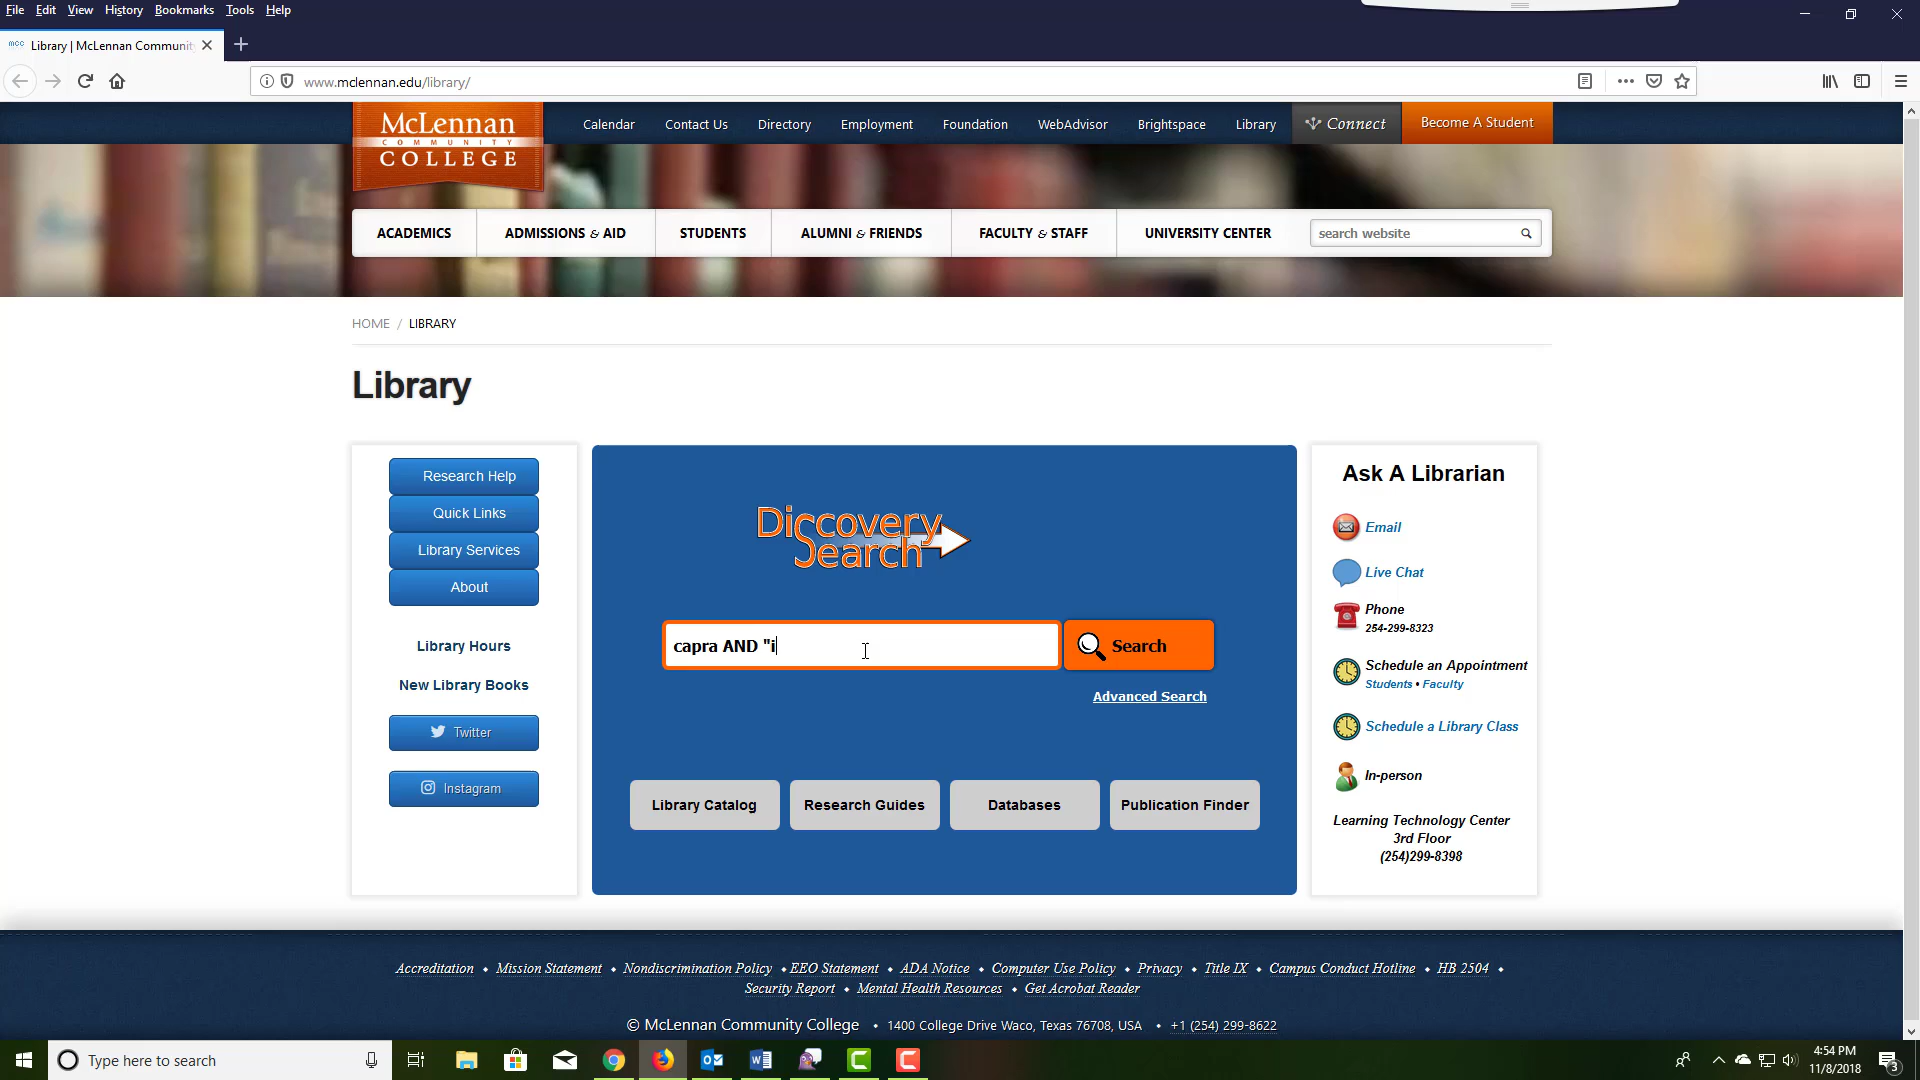 File Edit View History Bookmarks Tools Help
mcc Library | McLennan Communit
www.mclennan.edu/library/
McLennan
COMMUNITY
COLLEGE
Calendar Contact Us Directory Employment Foundation WebAdvisor Brightspace Library Connect Become A Student
ACADEMICS ADMISSIONS & AID STUDENTS ALUMNI & FRIENDS FACULTY & STAFF UNIVERSITY CENTER search website
HOME / LIBRARY
Library
Research Help
Quick Links
Library Services
About
Library Hours
New Library Books
Twitter
Instagram
Discovery
Search
capra AND "i
Search
Advanced Search
Library Catalog Research Guides Databases Publication Finder
Ask A Librarian
Email
Live Chat
Phone
254-299-8323
Schedule an Appointment
Students • Faculty
Schedule a Library Class
In-person
Learning Technology Center
3rd Floor
(254)299-8398
Accreditation ⬥ Mission Statement ⬥ Nondiscrimination Policy ⬥ EEO Statement ⬥ ADA Notice ⬥ Computer Use Policy ⬥ Privacy ⬥ Title IX ⬥ Campus Conduct Hotline ⬥ HB 2504 ⬥
Security Report ⬥ Mental Health Resources ⬥ Get Acrobat Reader
© McLennan Community College ⬥ 1400 College Drive Waco, Texas 76708, USA ⬥ +1 (254) 299-8622
Type here to search
4:54 PM
11/8/2018
3